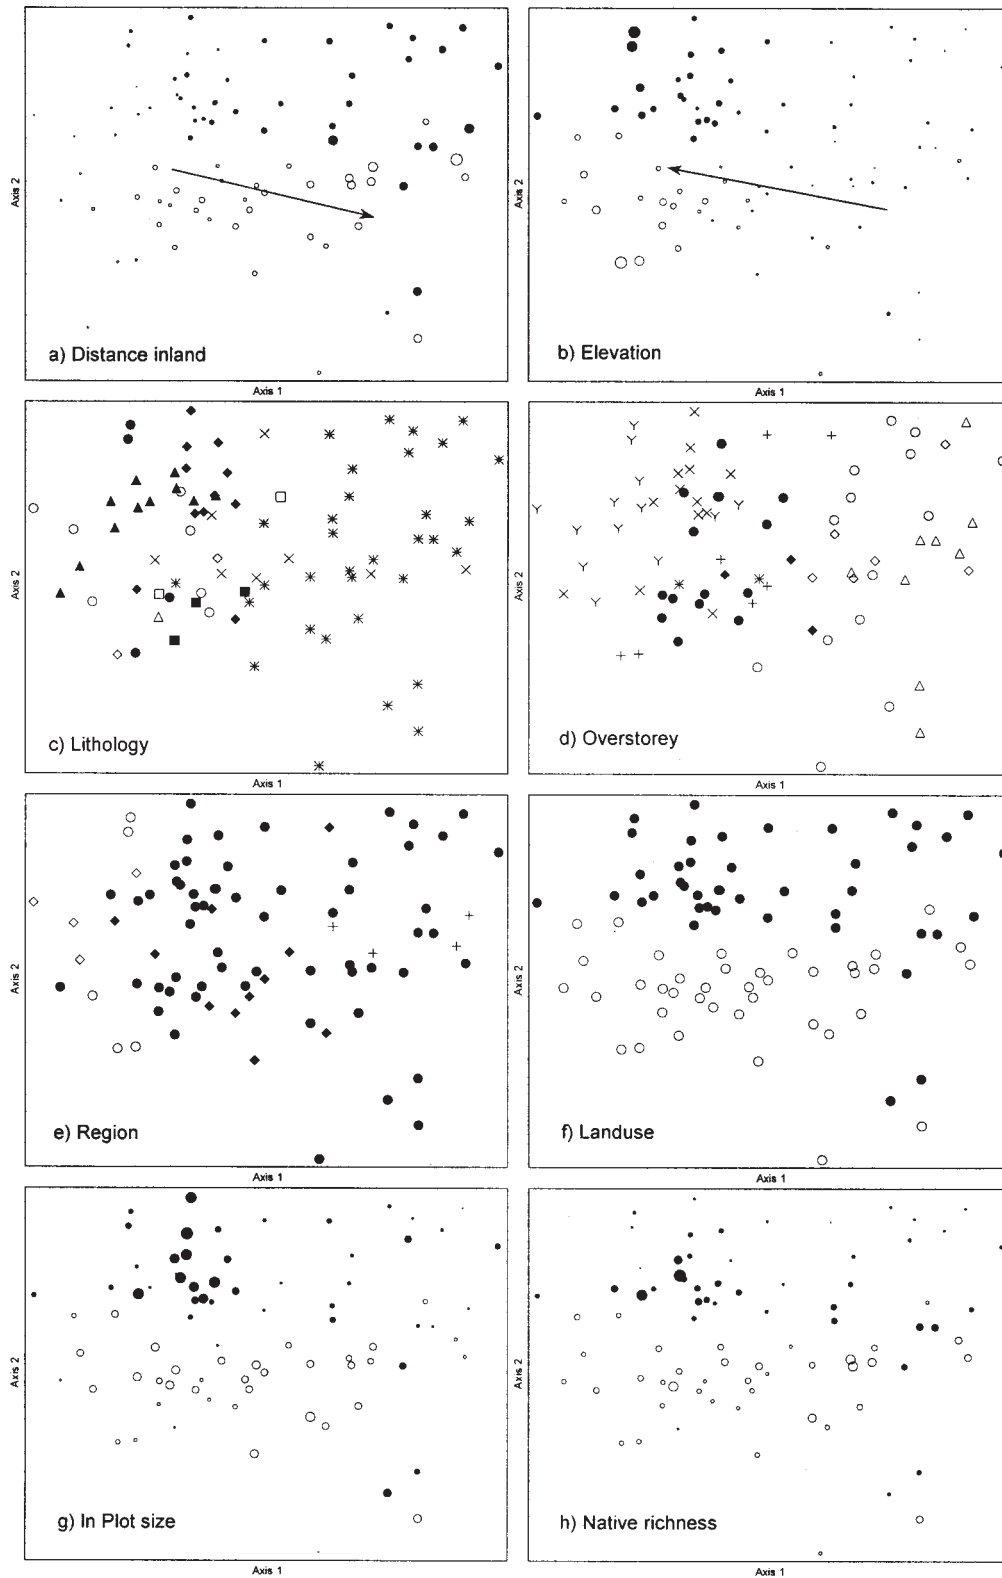 Axis 2
a) Distance inland
Axis 1
Axis 2
b) Elevation
Axis 1
Axis 2
c) Lithology
Axis 1
Axis 2
d) Overstorey
Axis 1
Axis 2
e) Region
Axis 1
Axis 2
f) Landuse
Axis 1
Axis 2
g) In Plot size
Axis 1
Axis 2
h) Native richness
Axis 1